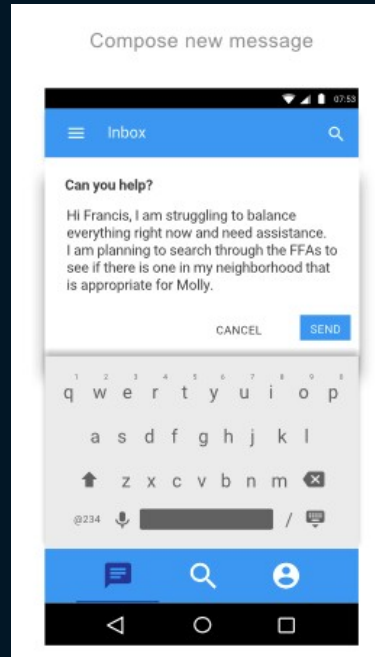 Compose new message
07:53
Inbox
Can you help?
Hi Francis, I am struggling to balance
everything right now and need assistance.
I am planning to search through the FFAs to
see if there is one in my neighborhood that
is appropriate for Molly.
CANCEL SEND
1 2 3 4 5 6 7 8 9 8
q w e r t y u i o p
a s d f g h j k l
z x c v b n m
@234 /